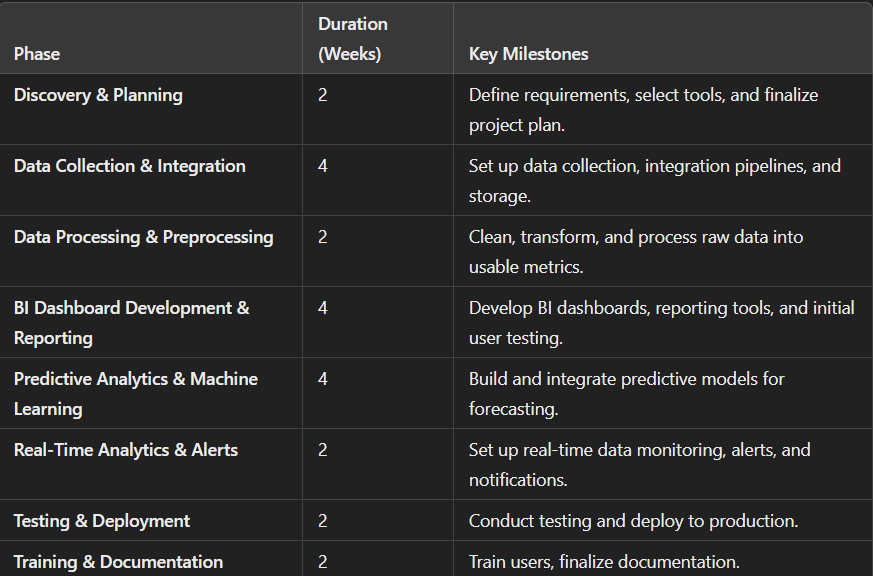 Phase Duration (Weeks) Key Milestones
Discovery & Planning 2 Define requirements, select tools, and finalize
project plan.
Data Collection & Integration 4 Set up data collection, integration pipelines, and
storage.
Data Processing & Preprocessing 2 Clean, transform, and process raw data into
usable metrics.
BI Dashboard Development & 4 Develop BI dashboards, reporting tools, and initial
Reporting user testing.
Predictive Analytics & Machine 4 Build and integrate predictive models for
Learning forecasting.
Real-Time Analytics & Alerts 2 Set up real-time data monitoring, alerts, and
notifications.
Testing & Deployment 2 Conduct testing and deploy to production.
Training & Documentation 2 Train users, finalize documentation.